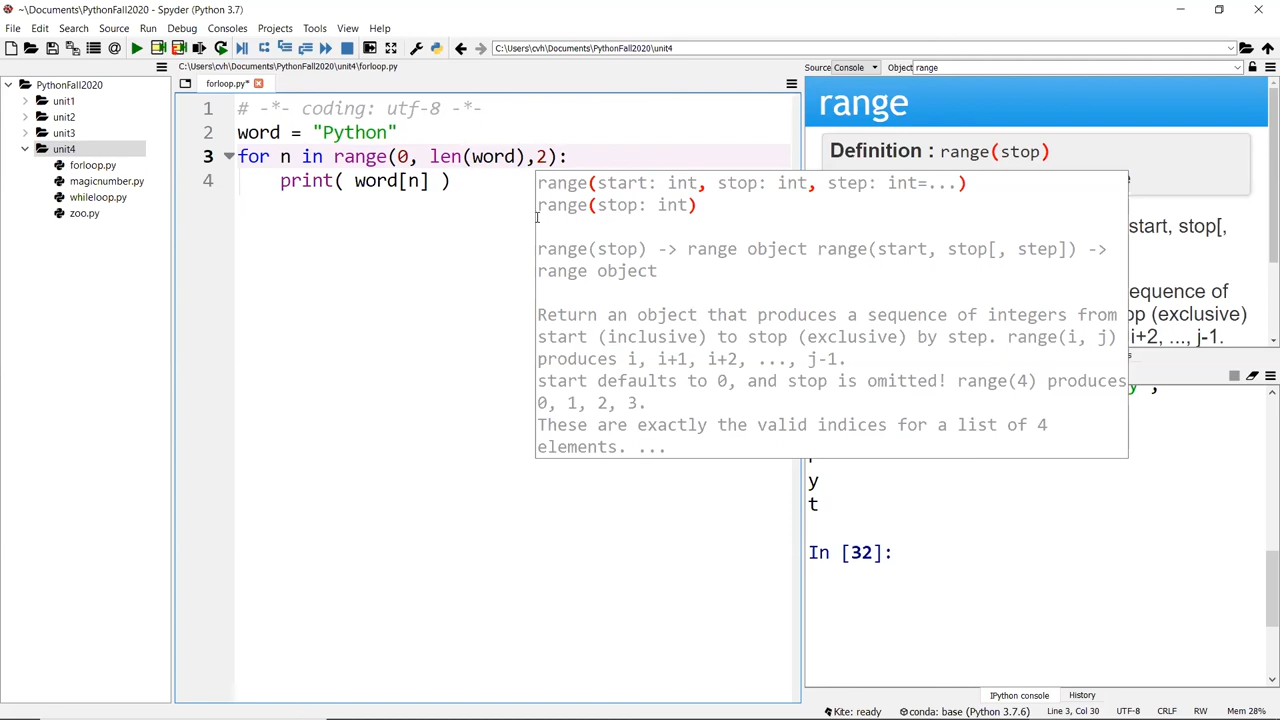 ~\Documents\PythonFall2020 - Spyder (Python 3.7)
File Edit Search Source Run Debug Consoles Projects Tools View Help
C:\Users\cvh\Documents\PythonFall2020\unit4
C:\Users\cvh\Documents\PythonFall2020\unit4\forloop.py
Source Console Object range
PythonFall2020
unit1
unit2
unit3
unit4
forloop.py
magicnumber.py
whileloop.py
zoo.py
forloop.py*
1 # -*- coding: utf-8 -*-
2 word = "Python"
3 for n in range(0, len(word),2):
4 print( word[n] )
range(start: int, stop: int, step: int=...)
range(stop: int)
range(stop) -> range object range(start, stop[, step]) ->
range object
Return an object that produces a sequence of integers from
start (inclusive) to stop (exclusive) by step. range(i, j)
produces i, i+1, i+2, ..., j-1.
start defaults to 0, and stop is omitted! range(4) produces
0, 1, 2, 3.
These are exactly the valid indices for a list of 4
elements. ...
range
Definition : range(stop)
start, stop[,
equence of
op (exclusive)
i+2, ..., j-1.
y
t
In [32]:
IPython console History
Kite: ready conda: base (Python 3.7.6) Line 3, Col 30 UTF-8 CRLF RW Mem 28%